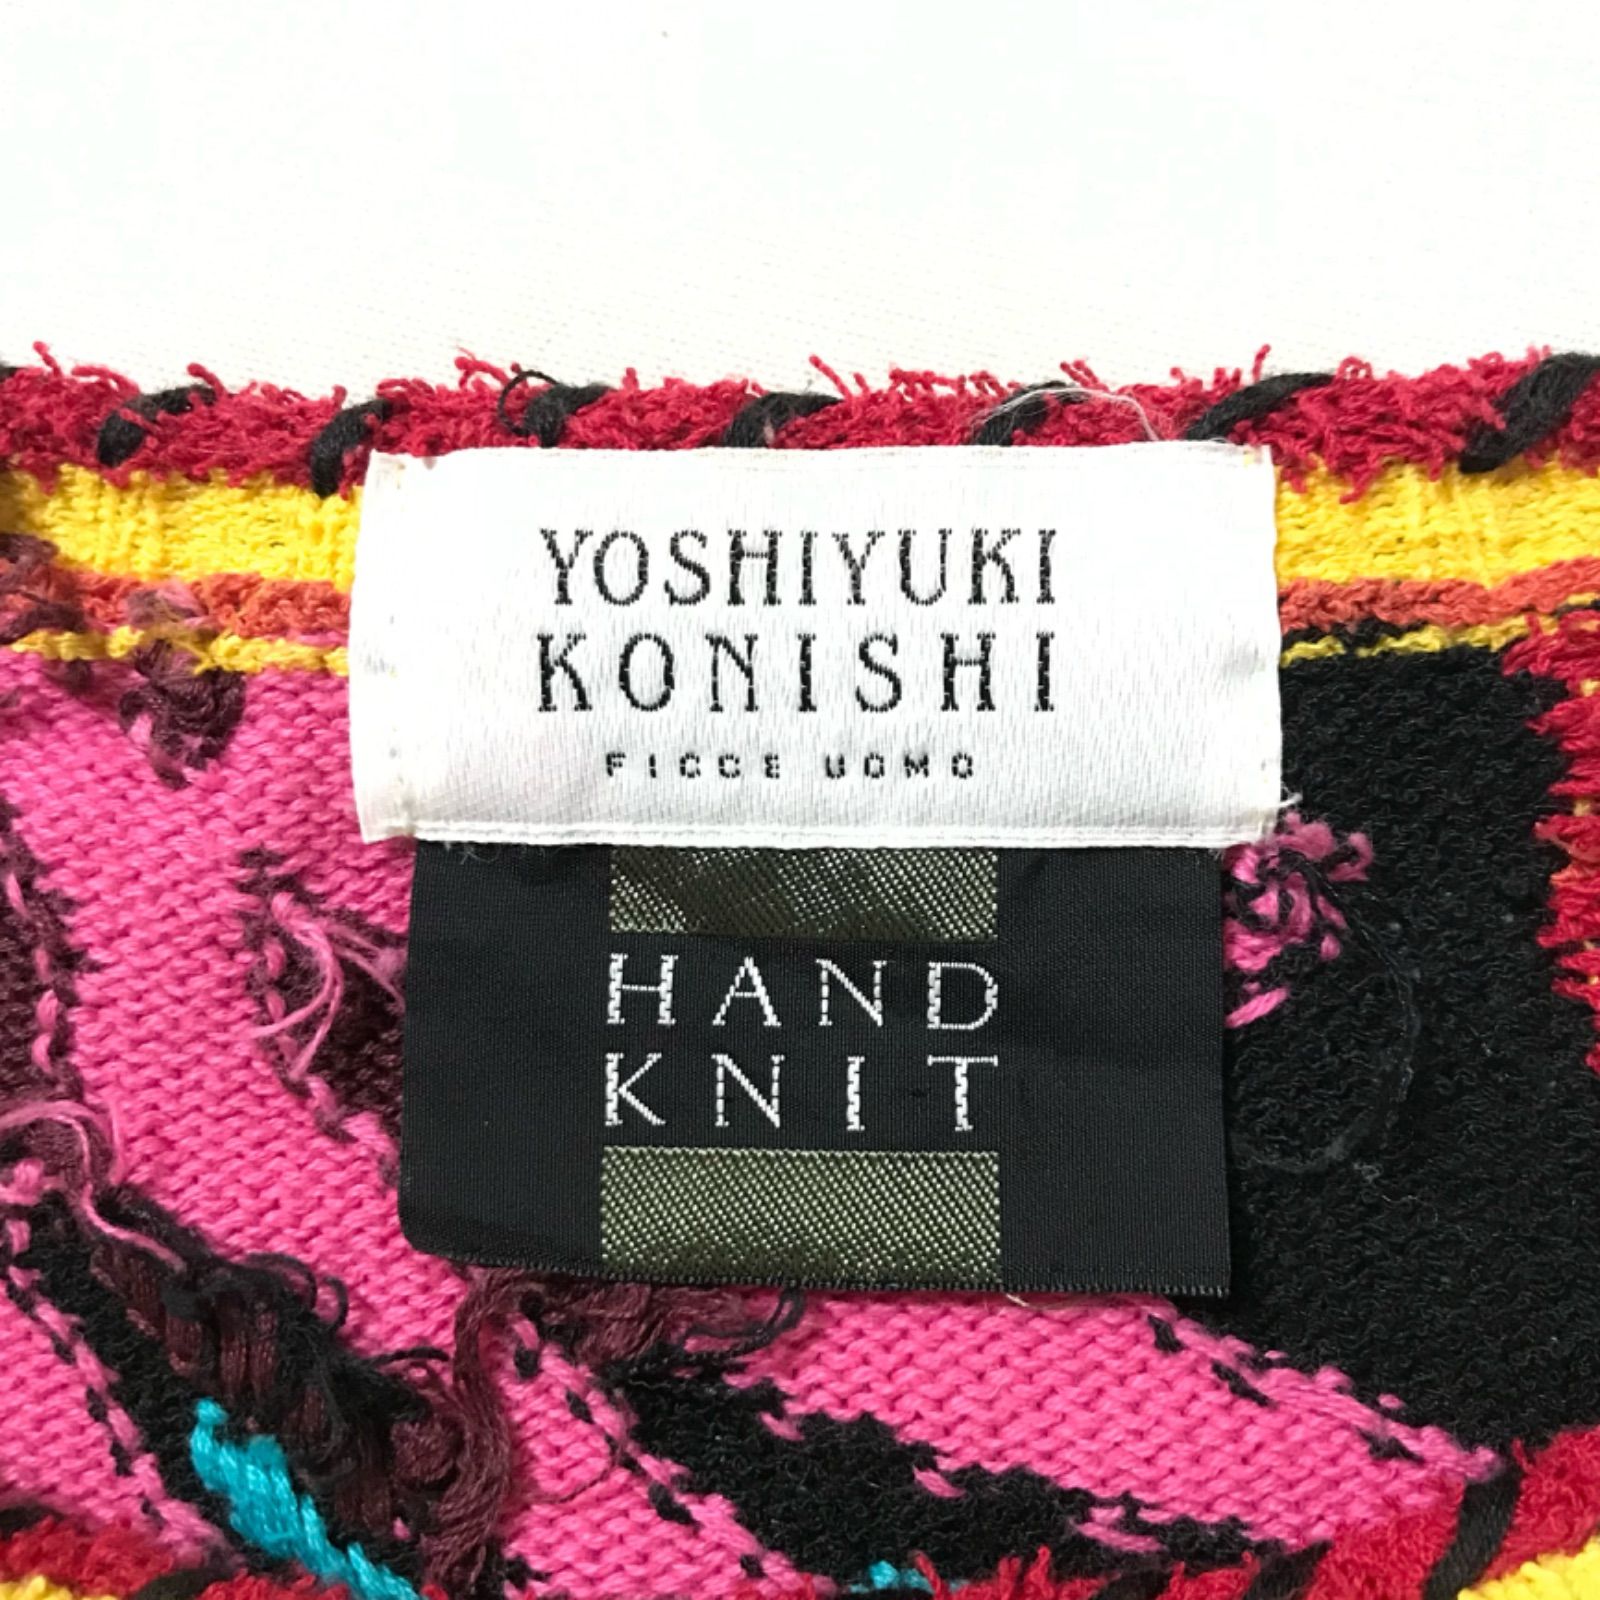 YOSHIYUKI
KONISHI
FICCE UOMO
HAND
KNIT